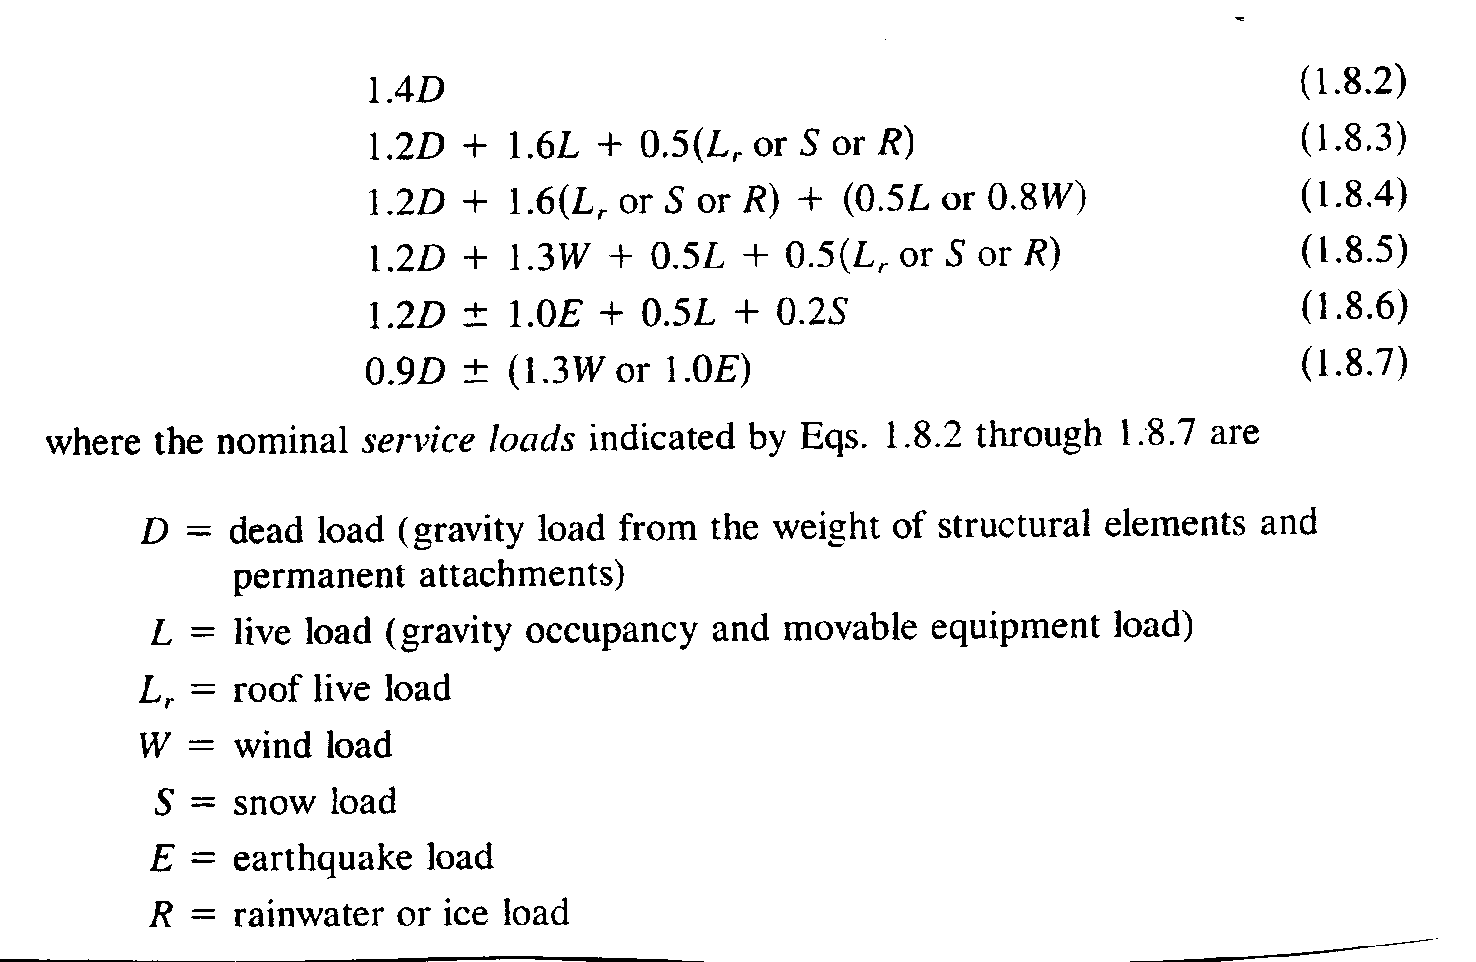 1.4D (1.8.2)
1.2D + 1.6L + 0.5(Lr or S or R) (1.8.3)
1.2D + 1.6(Lr or S or R) + (0.5L or 0.8W) (1.8.4)
1.2D + 1.3W + 0.5L + 0.5(Lr or S or R) (1.8.5)
1.2D ± 1.0E + 0.5L + 0.2S (1.8.6)
0.9D ± (1.3W or 1.0E) (1.8.7)
where the nominal service loads indicated by Eqs. 1.8.2 through 1.8.7 are
D = dead load (gravity load from the weight of structural elements and
permanent attachments)
L = live load (gravity occupancy and movable equipment load)
Lr = roof live load
W = wind load
S = snow load
E = earthquake load
R = rainwater or ice load